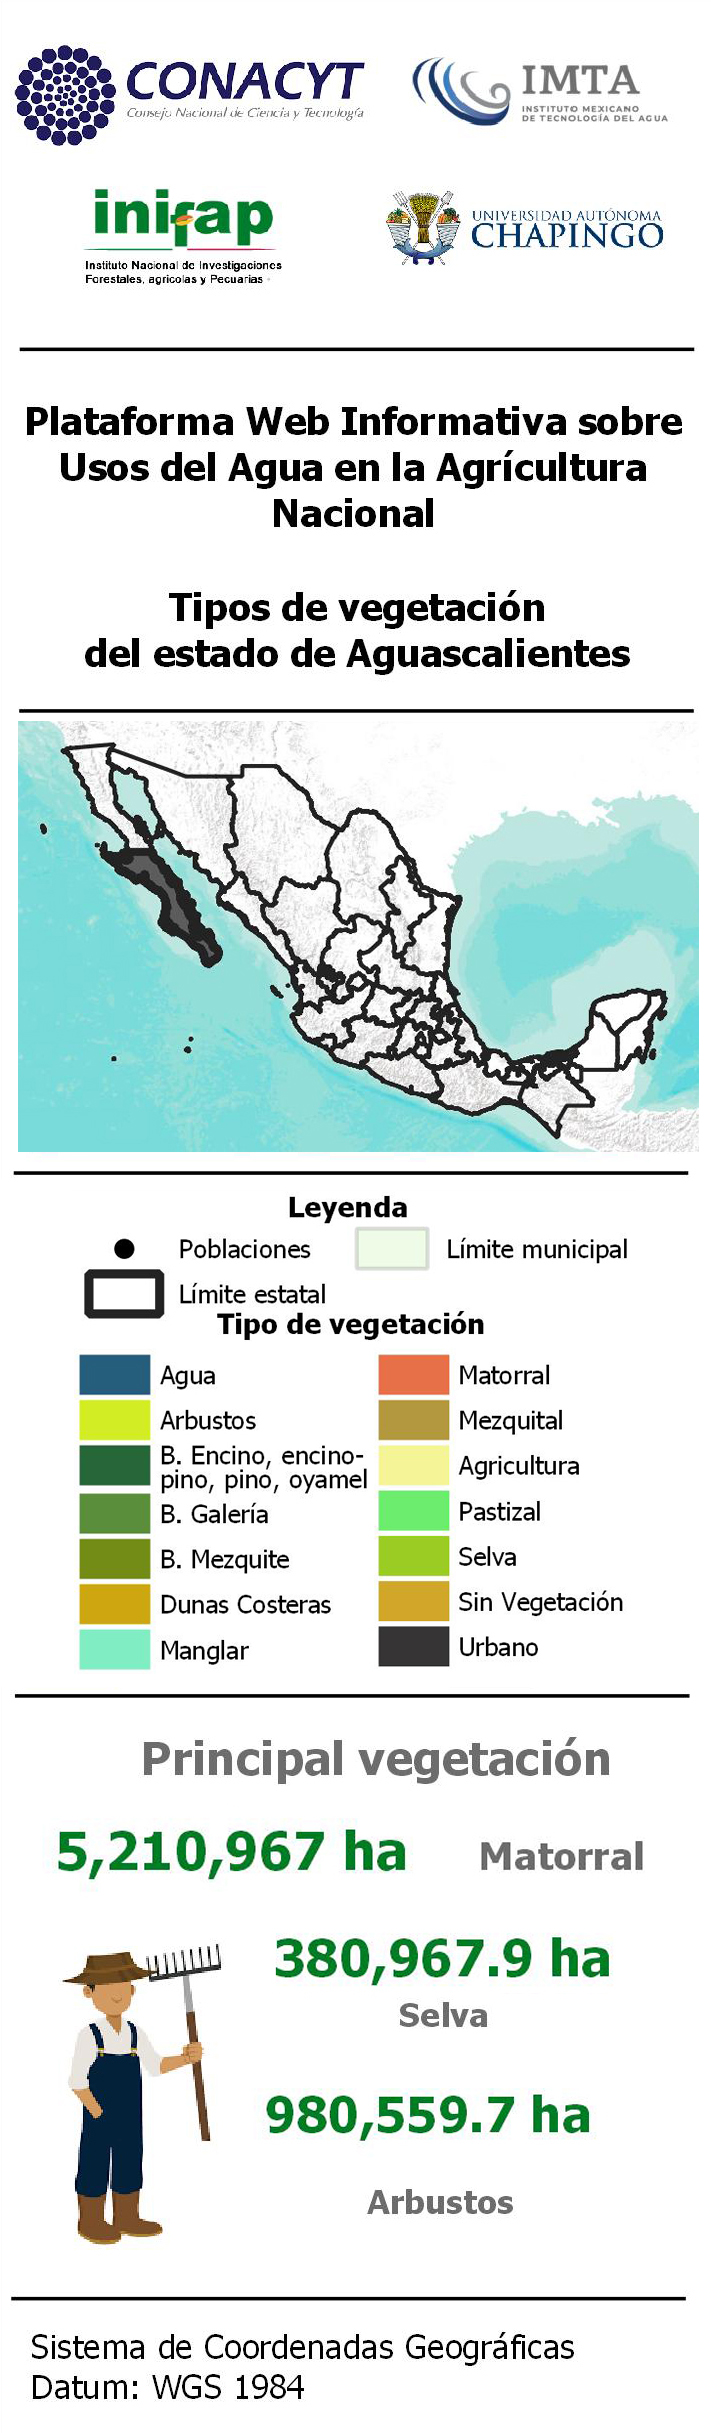 CONACYT
Consejo Nacional de Ciencia y Tecnología
IMTA
INSTITUTO MEXICANO
DE TECNOLOGÍA DEL AGUA
inifap
Instituto Nacional de Investigaciones
Forestales, agricolas y Pecuarias
UNIVERSIDAD AUTÓNOMA
CHAPINGO
Plataforma Web Informativa sobre
Usos del Agua en la Agrícultura
Nacional
Tipos de vegetación
del estado de Aguascalientes
Leyenda
Poblaciones
Límite municipal
Límite estatal
Tipo de vegetación
Agua
Matorral
Arbustos
Mezquital
B. Encino, encino-
pino, pino, oyamel
Agricultura
B. Galería
Pastizal
B. Mezquite
Selva
Dunas Costeras
Sin Vegetación
Manglar
Urbano
Principal vegetación
5,210,967 ha Matorral
380,967.9 ha
Selva
980,559.7 ha
Arbustos
Sistema de Coordenadas Geográficas
Datum: WGS 1984